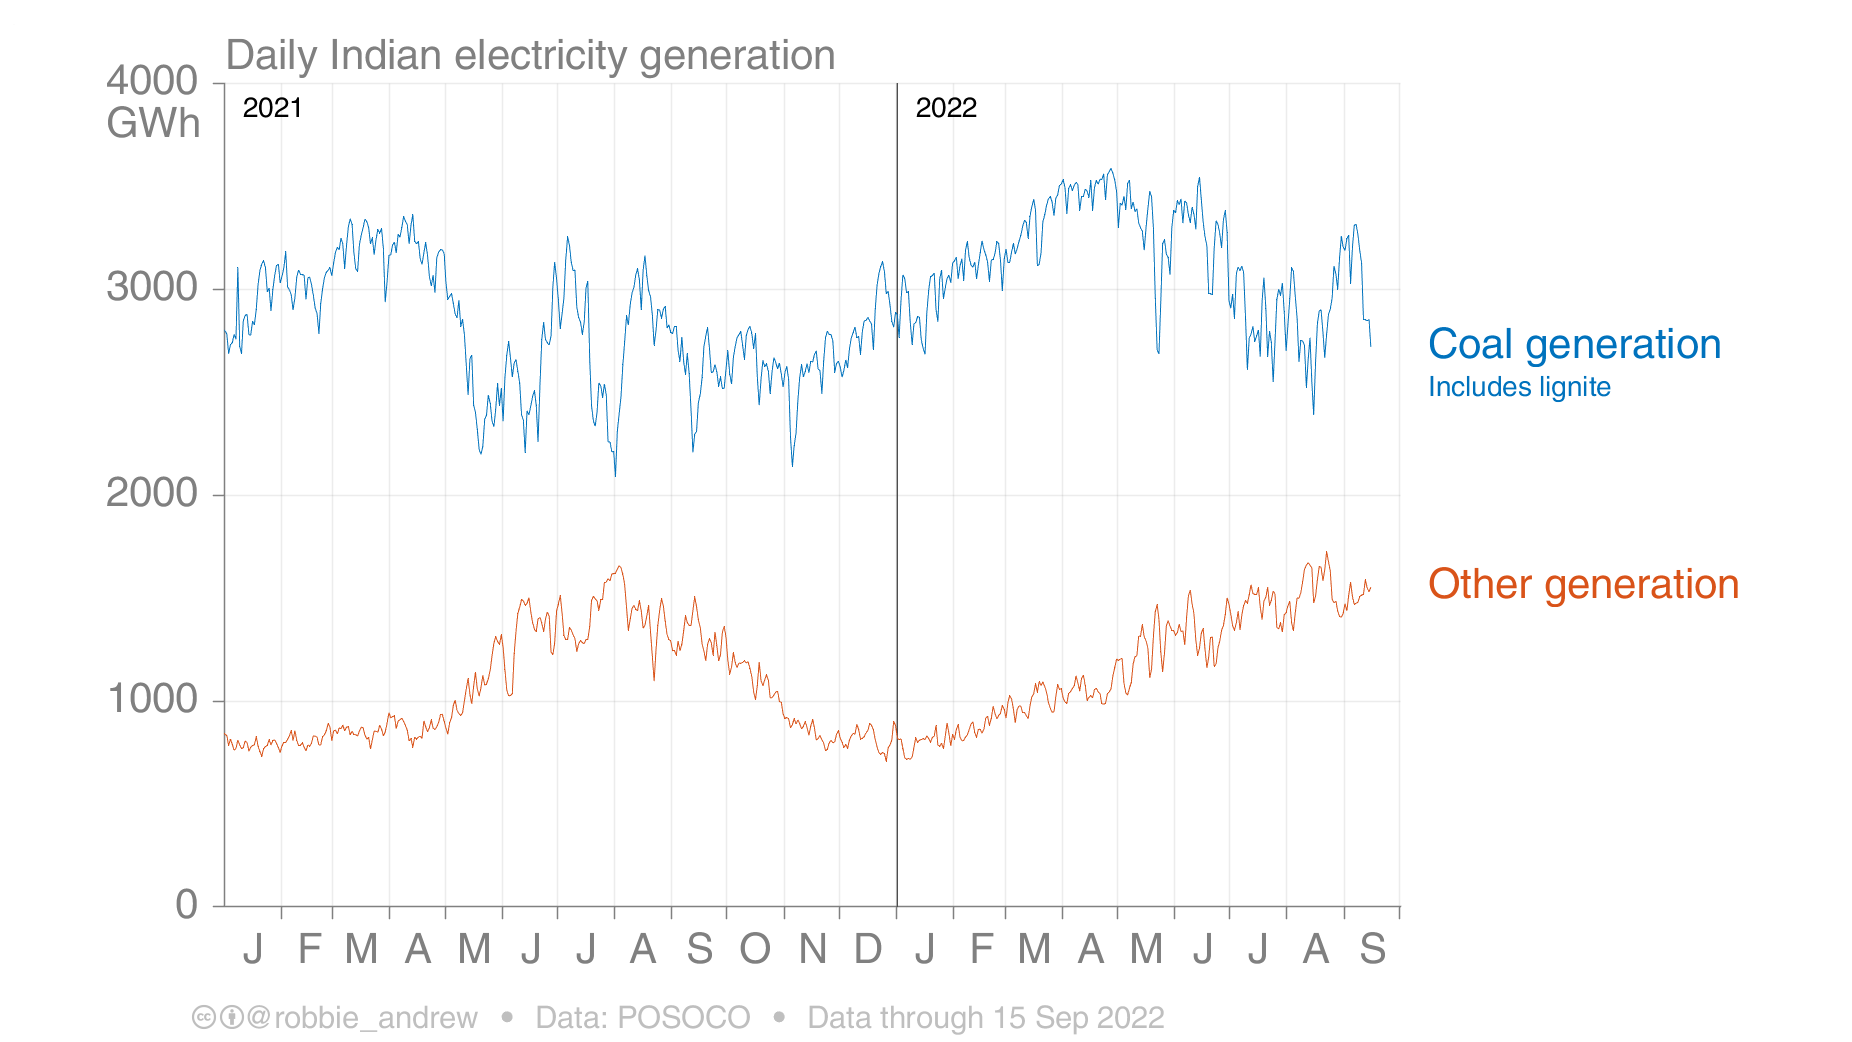 Daily Indian electricity generation
4000
GWh
2021
2022
3000
2000
1000
0
Coal generation
Includes lignite
Other generation
J F M A M J J A S O N D J F M A M J J A S
@robbie_andrew • Data: POSOCO • Data through 15 Sep 2022